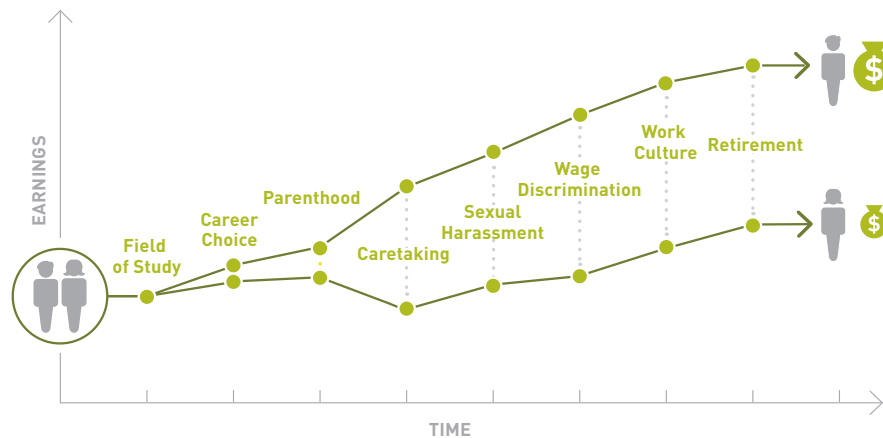 EARNINGS
Field
of Study
Career
Choice
Parenthood
Caretaking
Sexual
Harassment
Wage
Discrimination
Work
Culture
Retirement
$
$
TIME